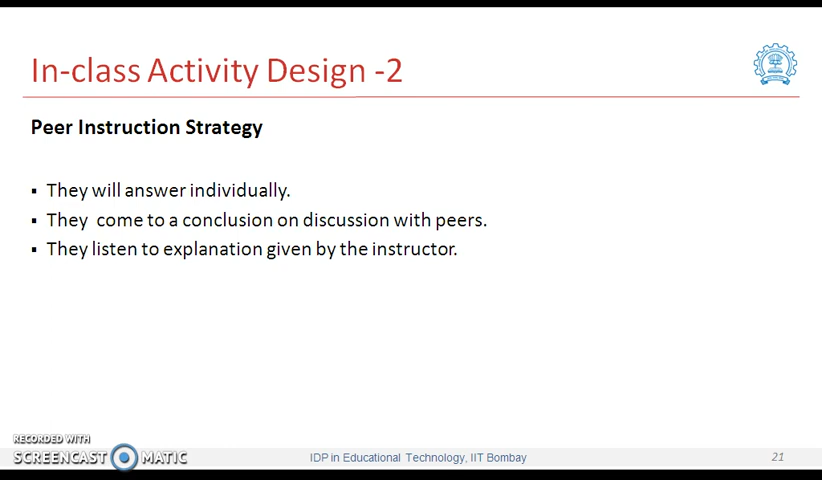 In-class Activity Design -2
Peer Instruction Strategy
▪ They will answer individually.
▪ They come to a conclusion on discussion with peers.
▪ They listen to explanation given by the instructor.
RECORDED WITH
SCREENCAST MATIC
IDP in Educational Technology, IIT Bombay
21